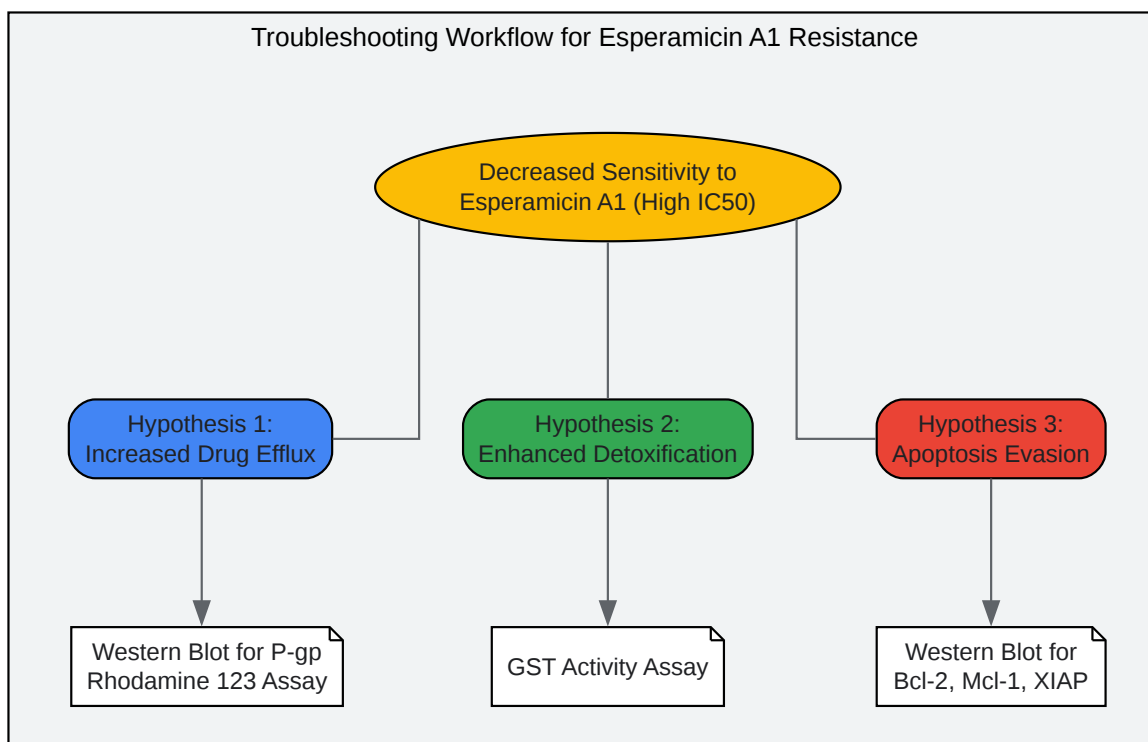 Troubleshooting Workflow for Esperamicin A1 Resistance
Decreased Sensitivity to
Esperamicin A1 (High IC50)
Hypothesis 1:
Increased Drug Efflux
Hypothesis 2:
Enhanced Detoxification
Hypothesis 3:
Apoptosis Evasion
Western Blot for P-gp
Rhodamine 123 Assay
GST Activity Assay
Western Blot for
Bcl-2, Mcl-1, XIAP